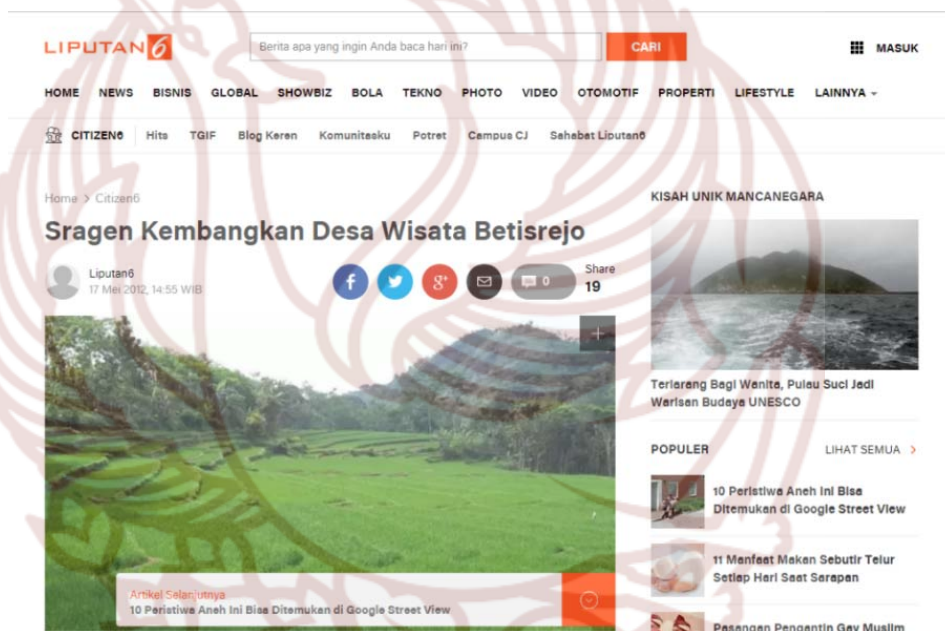 LIPUTAN6
Berita apa yang ingin Anda baca hari ini?
CARI
MASUK
HOME NEWS BISNIS GLOBAL SHOWBIZ BOLA TEKNO PHOTO VIDEO OTOMOTIF PROPERTI LIFESTYLE LAINNYA
CITIZEN6 Hits TGIF Blog Keren Komunitasku Potret Campus CJ Sahabat Liputan6
Home > Citizen6
Sragen Kembangkan Desa Wisata Betisrejo
Liputan6
17 Mei 2012, 14:55 WIB
f
g+
0
Share
19
Artikel Selanjutnya
10 Peristiwa Aneh Ini Bisa Ditemukan di Google Street View
KISAH UNIK MANCANEGARA
Terlarang Bagi Wanita, Pulau Suci Jadi
Warisan Budaya UNESCO
POPULER
LIHAT SEMUA >
10 Peristiwa Aneh Ini Bisa
Ditemukan di Google Street View
11 Manfaat Makan Sebutir Telur
Setiap Hari Saat Sarapan
Pasangan Pengantin Gay Muslim